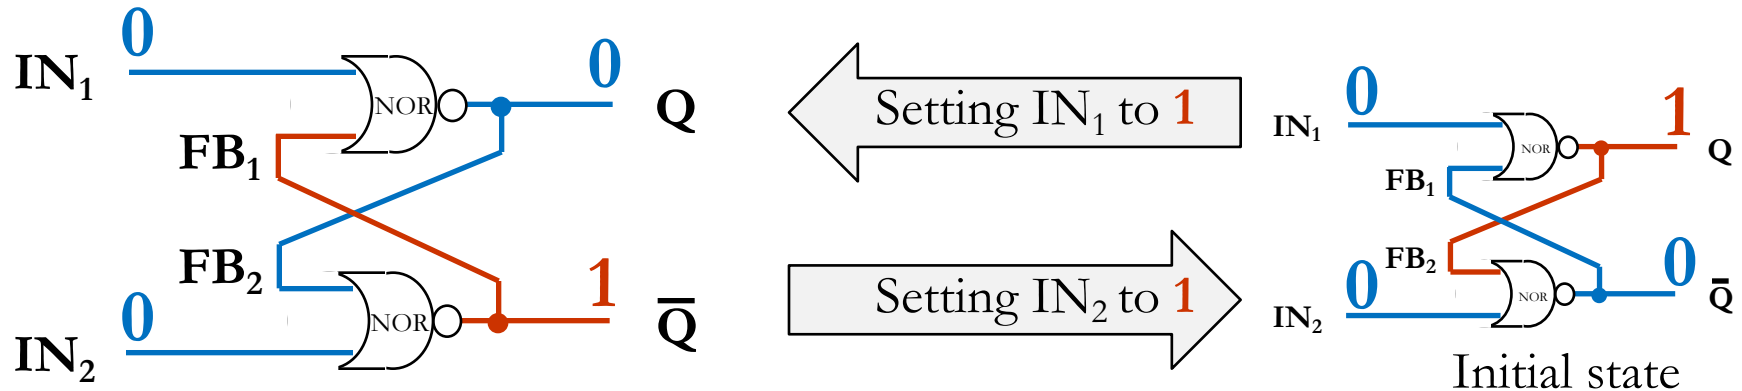 0
IN₁
NOR
0
Q
FB₁
FB₂
0
NOR
1
Q̅
IN₂
Setting IN₁ to 1
Setting IN₂ to 1
0
IN₁
NOR
1
Q
FB₁
FB₂
0
NOR
0
Q̅
IN₂
Initial state